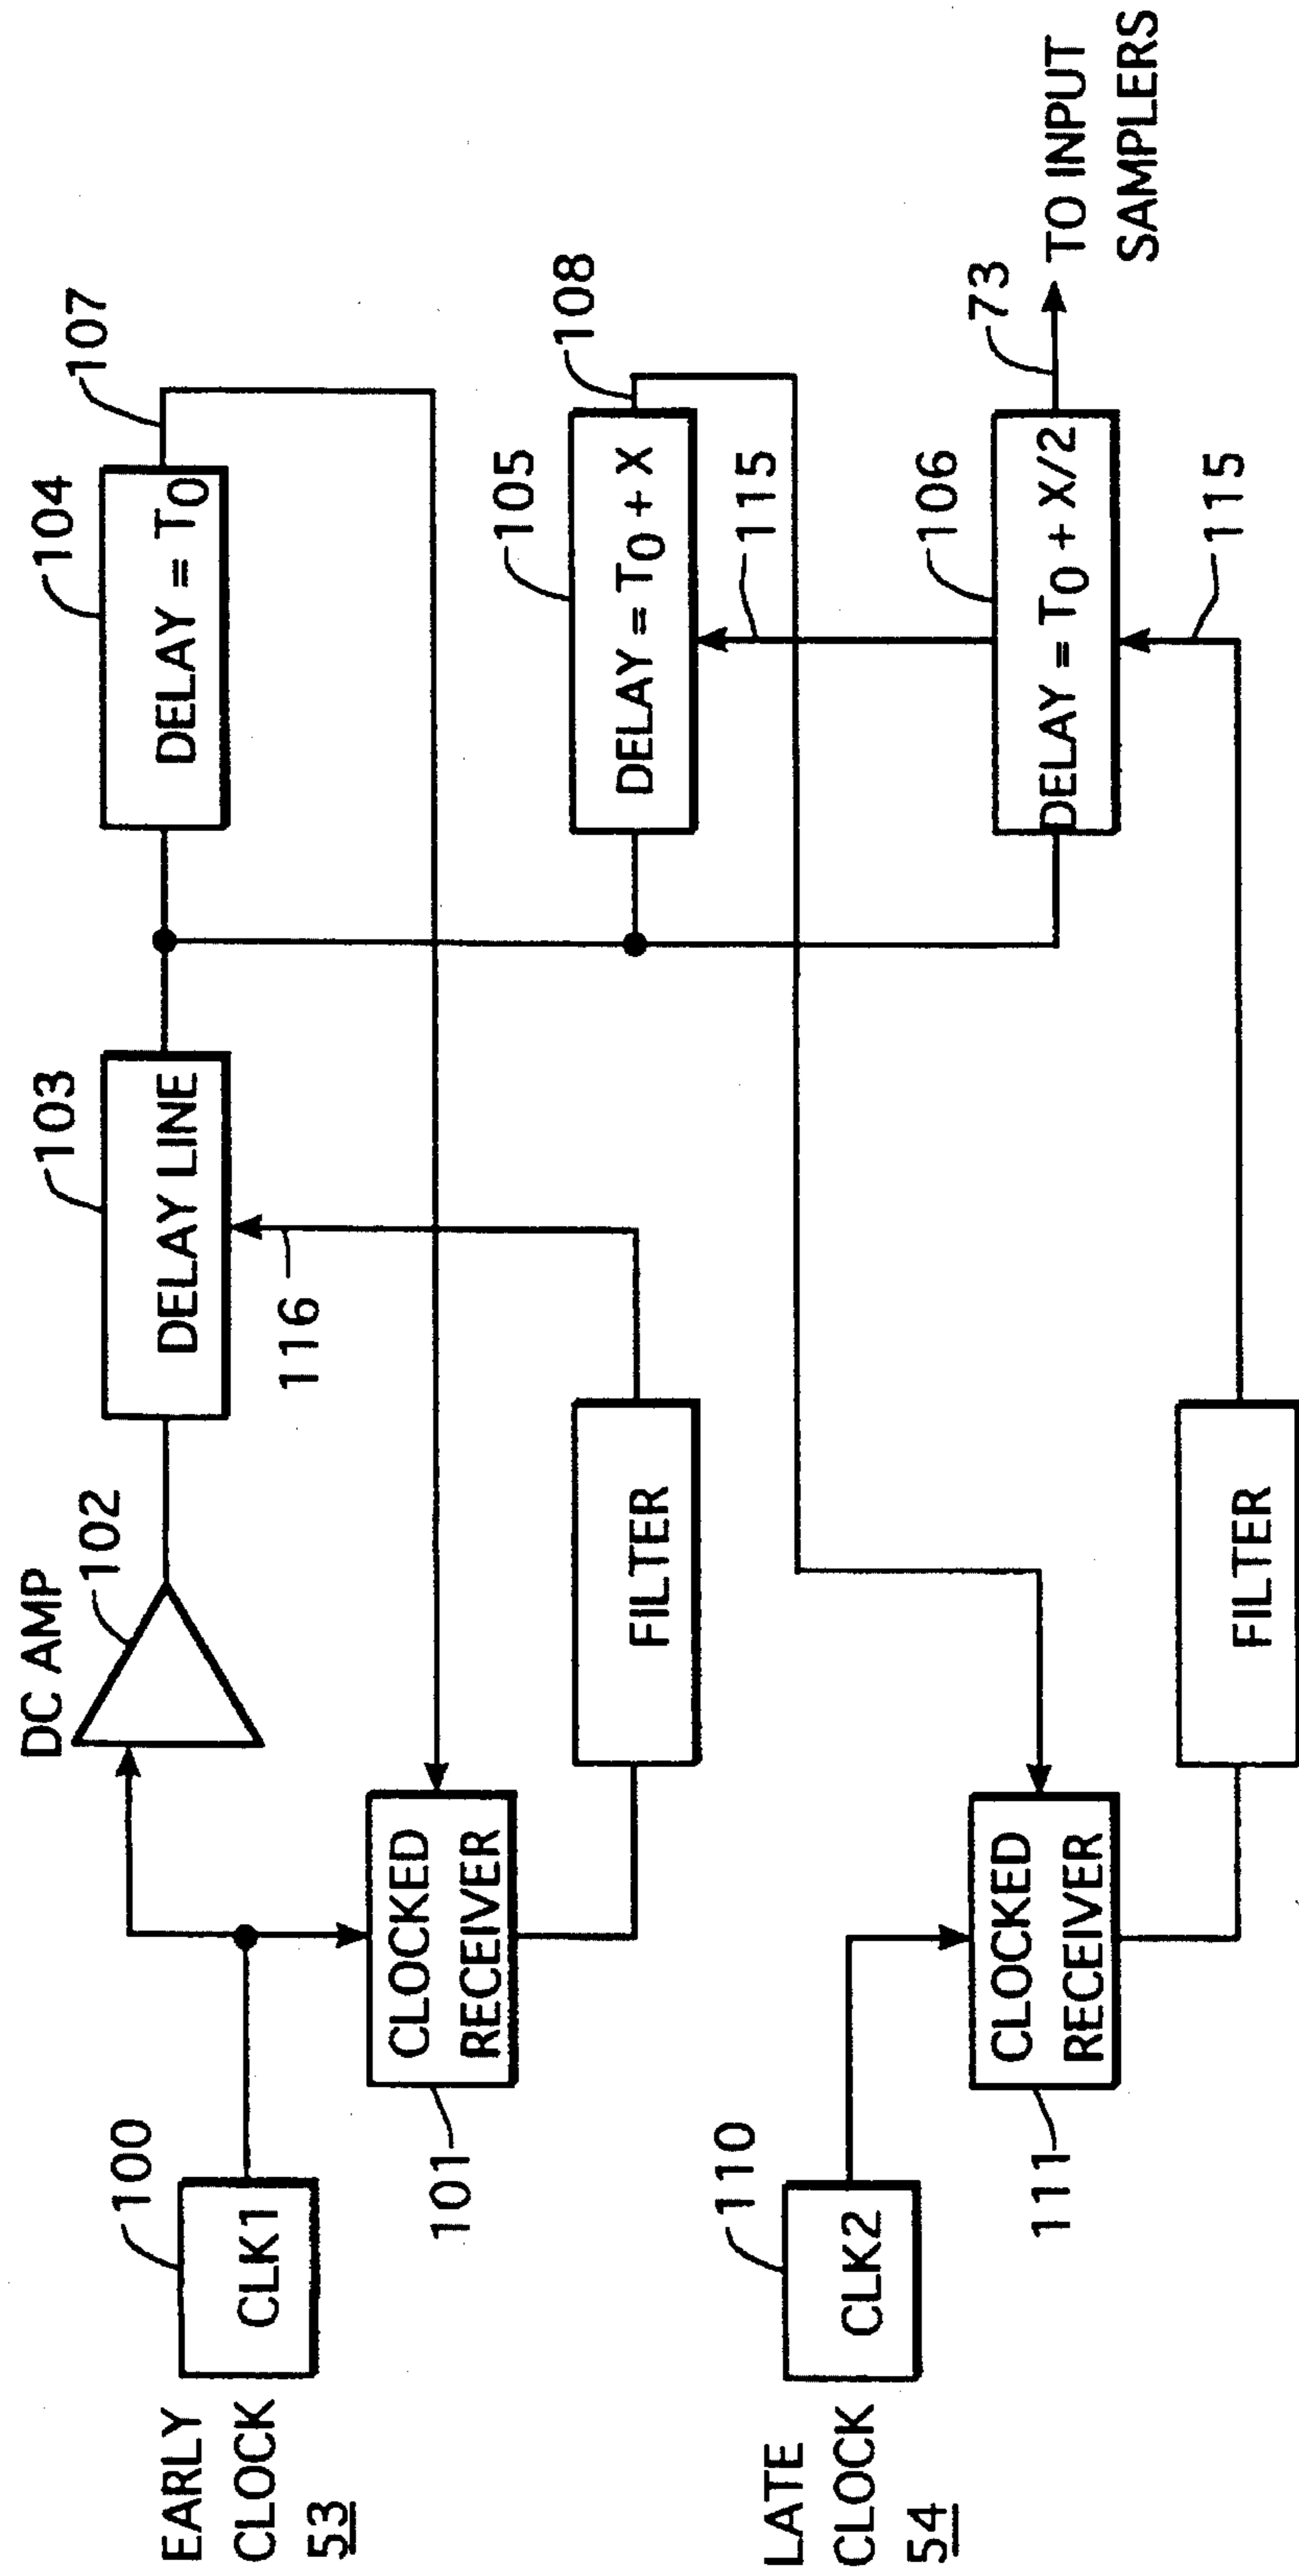 EARLY
CLOCK
53
100
CLK1
101
CLOCKED
RECEIVER
DC AMP
102
FILTER
116
103
DELAY LINE
104
DELAY = T0
107
105
DELAY = T0 + X
108
115
106
DELAY = T0 + X/2
73
TO INPUT
SAMPLERS
115
LATE
CLOCK
54
110
CLK2
111
CLOCKED
RECEIVER
FILTER